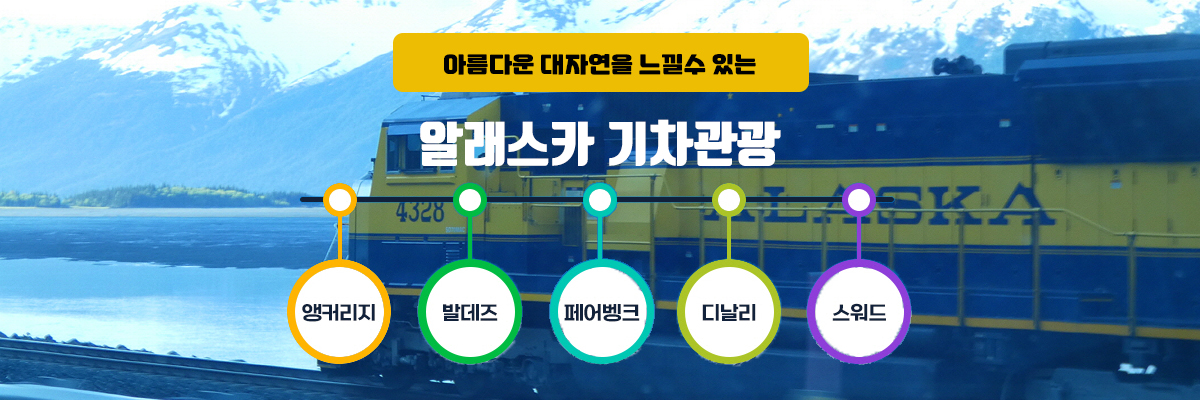 아름다운 대자연을 느낄수 있는
알래스카 기차관광
4328
ALASKA
앵커리지
발데즈
페어벵크
디날리
스워드